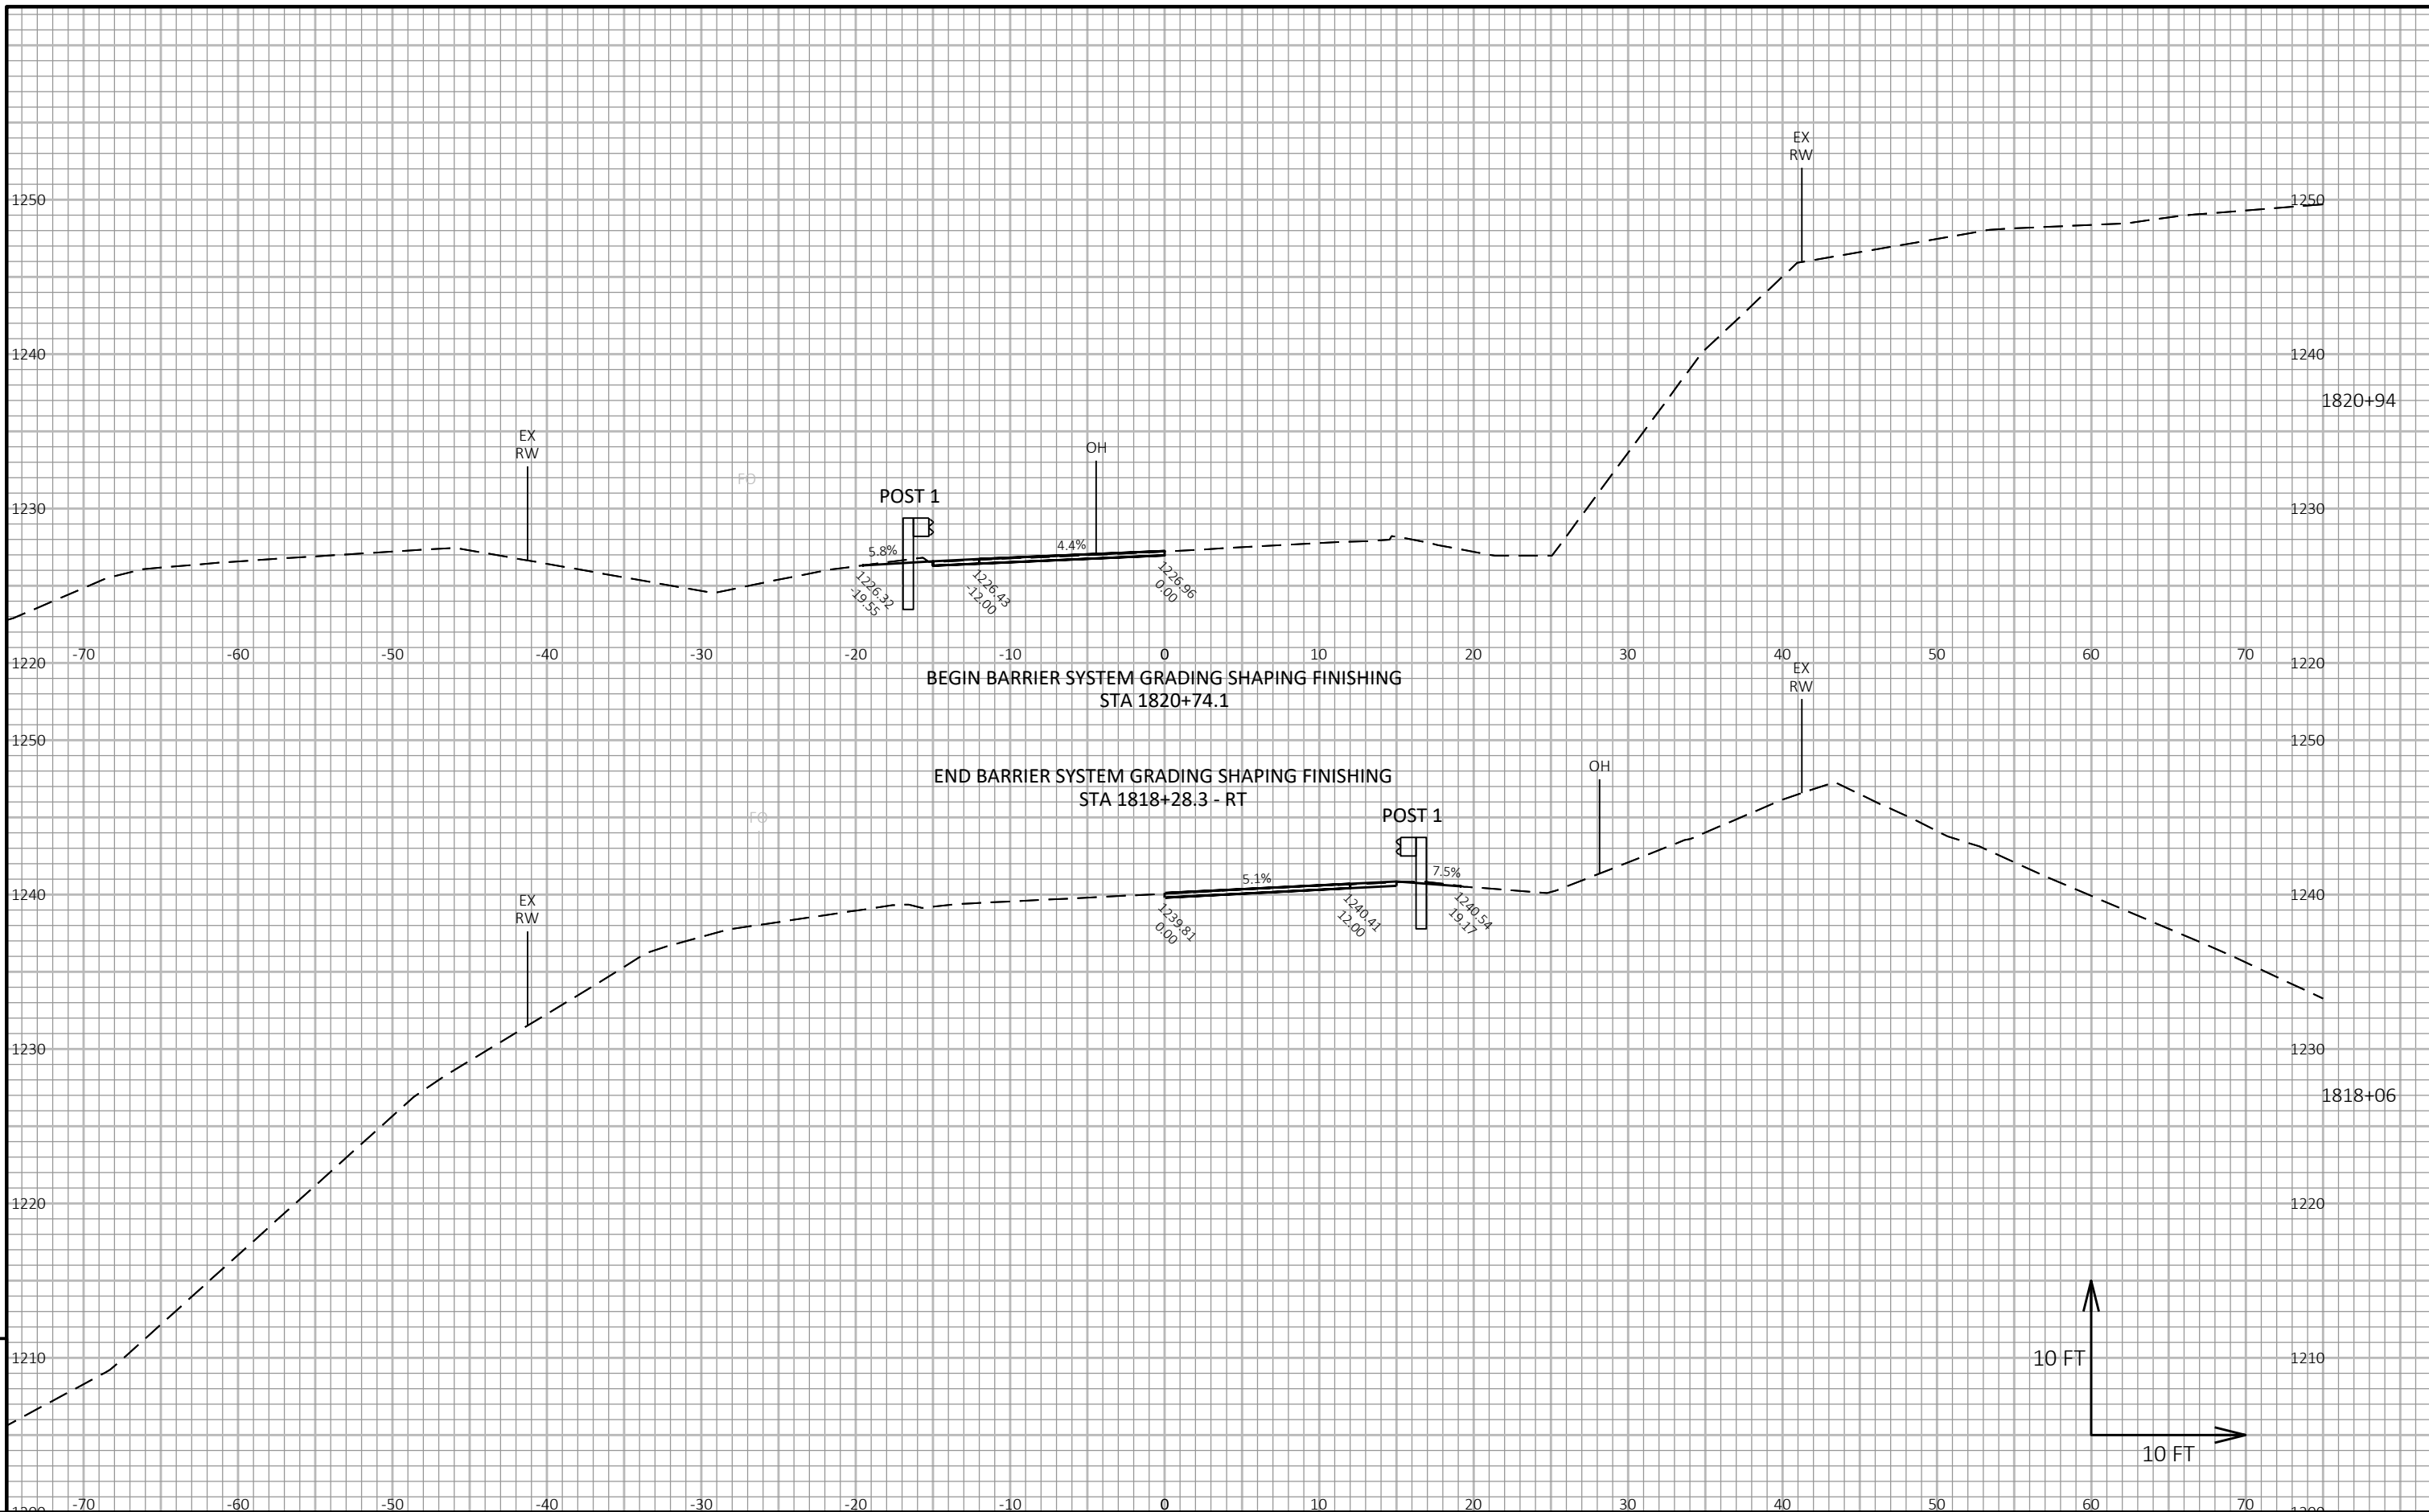 EX
RW
1250
1250
1240
1240
1820+94
EX
RW
OH
FO
POST 1
1230
1230
5.8%
4.4%
1226.32
-19.55
1226.43
-12.00
1226.96
0.00
-70 -60 -50 -40 -30 -20 -10 0 10 20 30 40 50 60 70
1220
1220
EX
RW
BEGIN BARRIER SYSTEM GRADING SHAPING FINISHING
STA 1820+74.1
1250
1250
END BARRIER SYSTEM GRADING SHAPING FINISHING
STA 1818+28.3 - RT
OH
FO
POST 1
5.1%
7.5%
1240
1240
EX
RW
1239.81
0.00
1240.41
12.00
1240.54
19.17
1230
1230
1818+06
1220
1220
1210
1210
10 FT
10 FT
-70 -60 -50 -40 -30 -20 -10 0 10 20 30 40 50 60 70